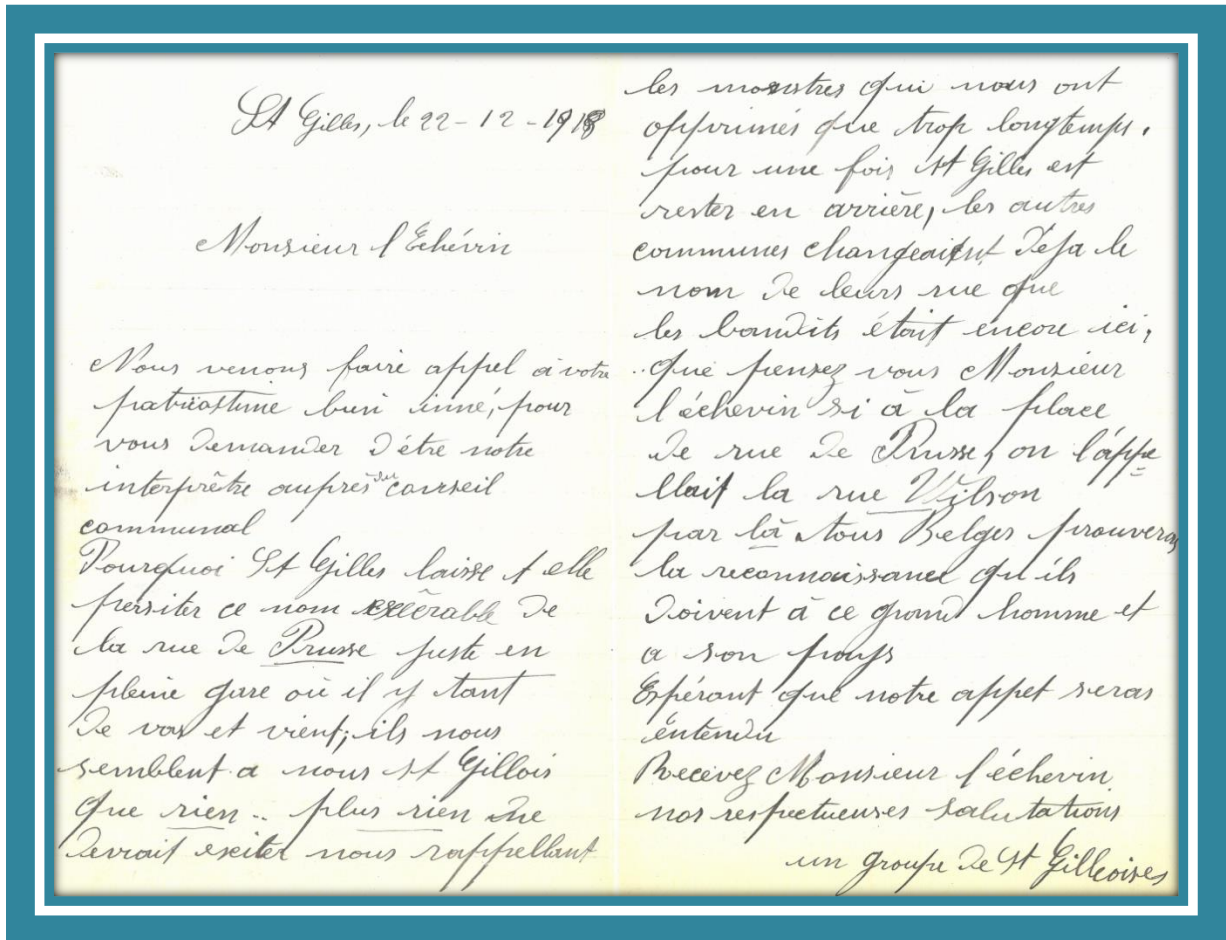 St Gilles, le 22-12-1918
Monsieur l'Echévin
Nous venons faire appel à votre
patriostime bien inné, pour
vous demander d'être notre
interprêtre auprès du conseil
communal
Pourquoi St Gilles laisse t elle
persiter ce nom exécrable de
la rue de Prusse juste en
pleine gare où il y tant
de vas et vient; ils nous
semblent a nous St Gillois
que rien.. plus rien ne
devrait exciter nous rappellant
les monstres qui nous ont
opprimés que trop longtemps.
pour une fois St Gilles est
rester en arrière, les autres
communes changeaient déja le
nom de leurs rue que
les bandits était encore ici,
que pensez vous Monsieur
l'échevin si à la place
de rue de Prusse, on l'appe
llait la rue Wilson
par là tous Belges prouveras
la reconnaissance qu'ils
doivent à ce grand homme et
a son pays
Espérant que notre appel seras
entendu
Recevez Monsieur l'échevin
nos respectueuses salutations
un groupe de St Gilloises